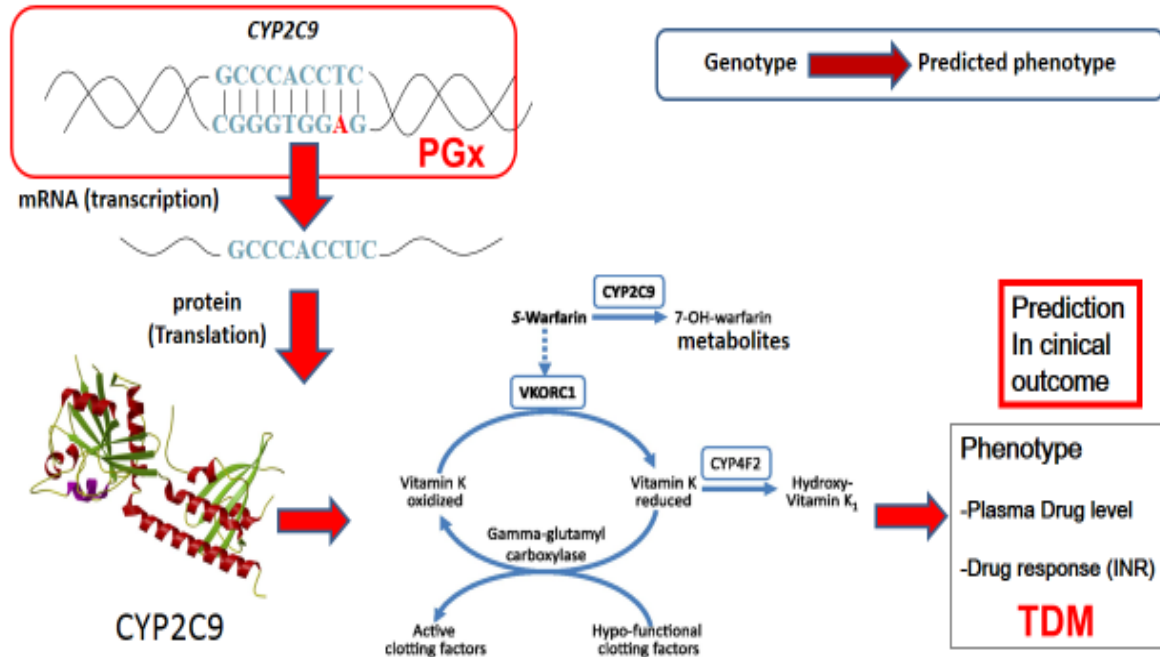 CYP2C9
GCCCACCTC
CGGGTGGAG
PGx
Genotype
Predicted phenotype
mRNA (transcription)
GCCCACCUC
protein
(Translation)
CYP2C9
CYP2C9
S-Warfarin
7-OH-warfarin
metabolites
VKORC1
Vitamin K
oxidized
Vitamin K
reduced
CYP4F2
Hydroxy-
Vitamin K1
Gamma-glutamyl
carboxylase
Active
clotting factors
Hypo-functional
clotting factors
Prediction
In cinical
outcome
Phenotype
-Plasma Drug level
-Drug response (INR)
TDM